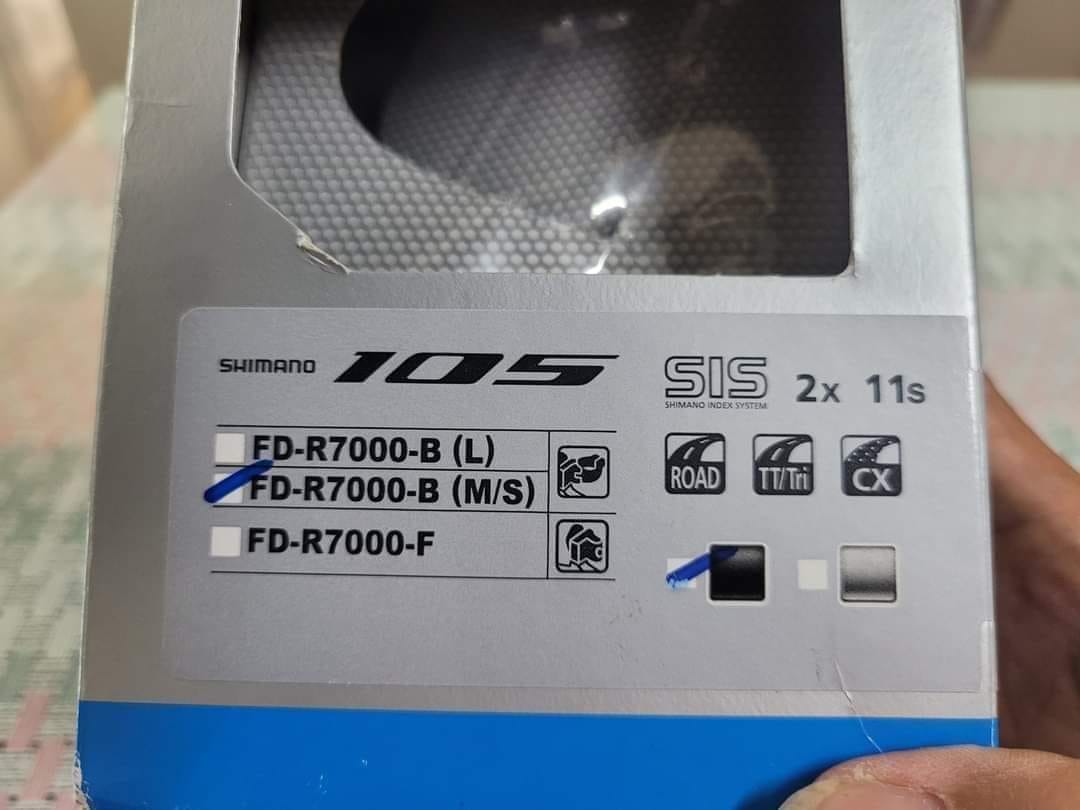 SHIMANO 105
SIS 2x 11s
SHIMANO INDEX SYSTEM
FD-R7000-B (L)
FD-R7000-B (M/S)
FD-R7000-F
ROAD TT/Tri CX